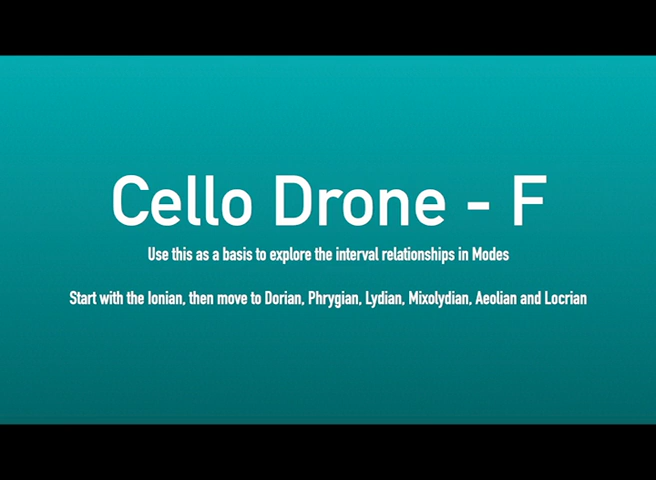 Cello Drone - F
Use this as a basis to explore the interval relationships in Modes
Start with the Ionian, then move to Dorian, Phrygian, Lydian, Mixolydian, Aeolian and Locrian